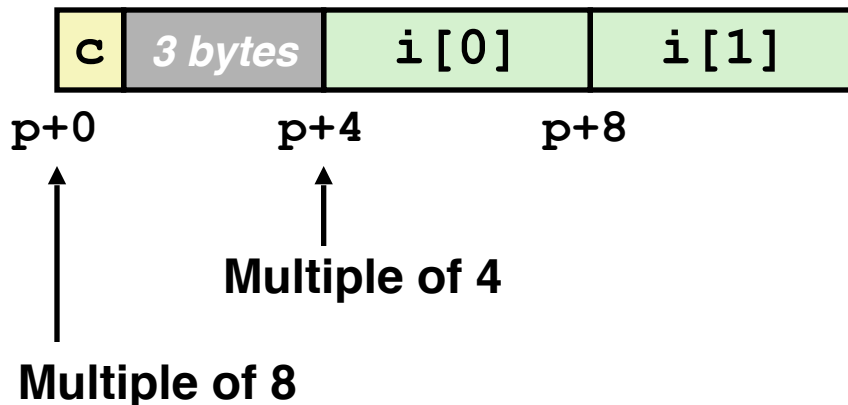 c 3 bytes i[0] i[1]
p+0 p+4 p+8
Multiple of 4
Multiple of 8